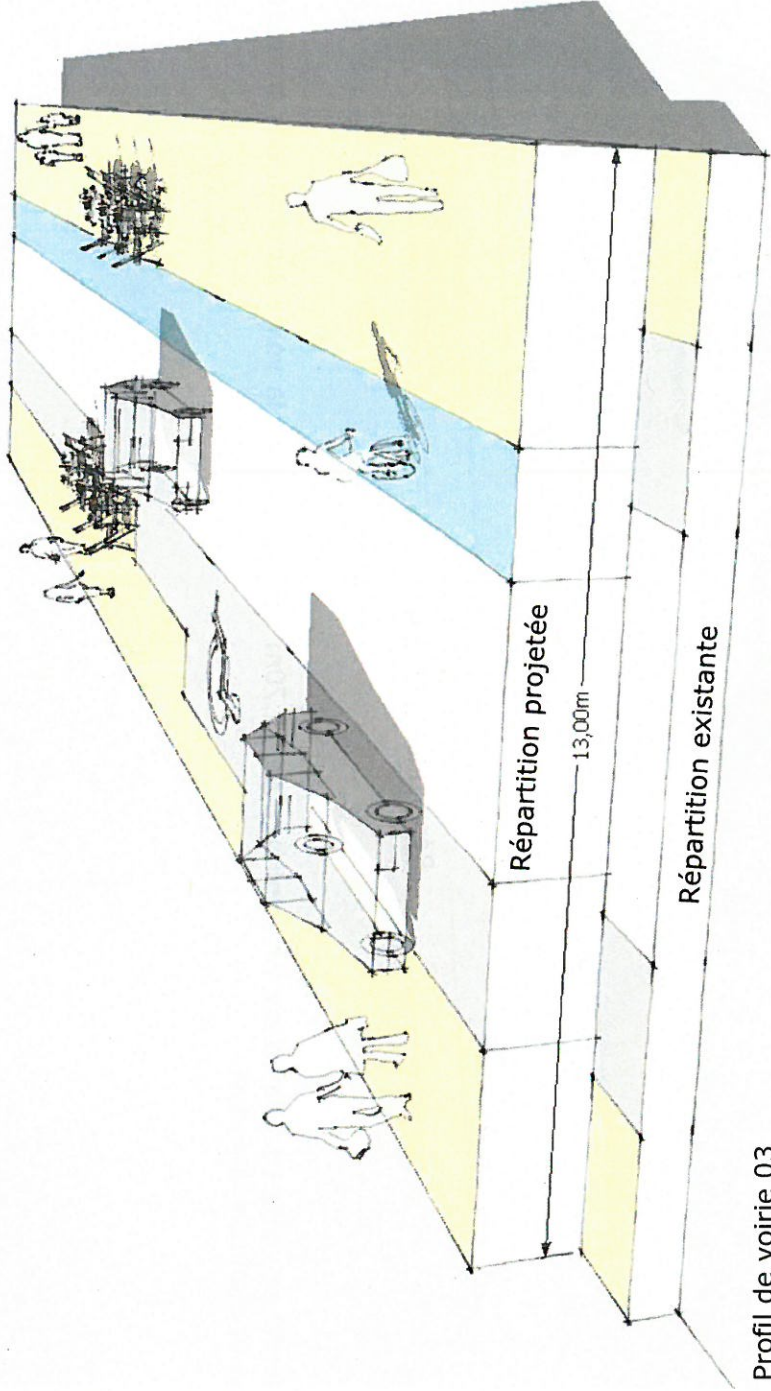 Répartition projetée
13,00m
Répartition existante
Profil de voirie 03